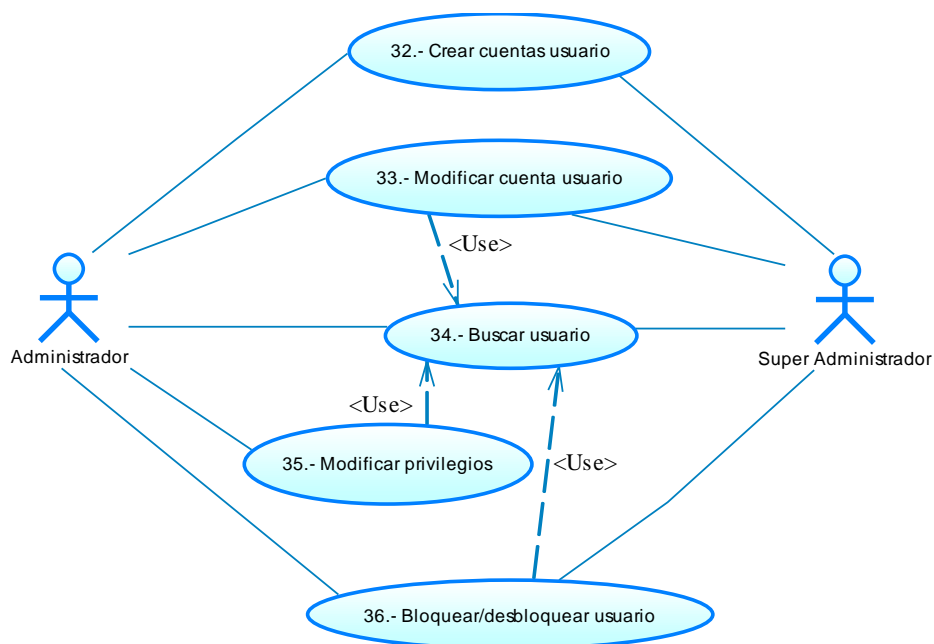 32.- Crear cuentas usuario
33.- Modificar cuenta usuario
<Use>
34.- Buscar usuario
Administrador
Super Administrador
<Use>
35.- Modificar privilegios
<Use>
36.- Bloquear/desbloquear usuario